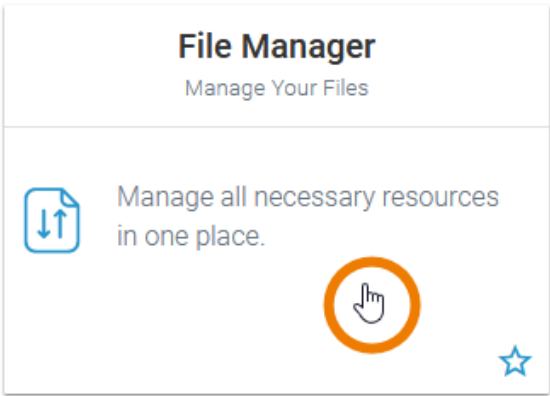 File Manager
Manage Your Files
Manage all necessary resources
in one place.